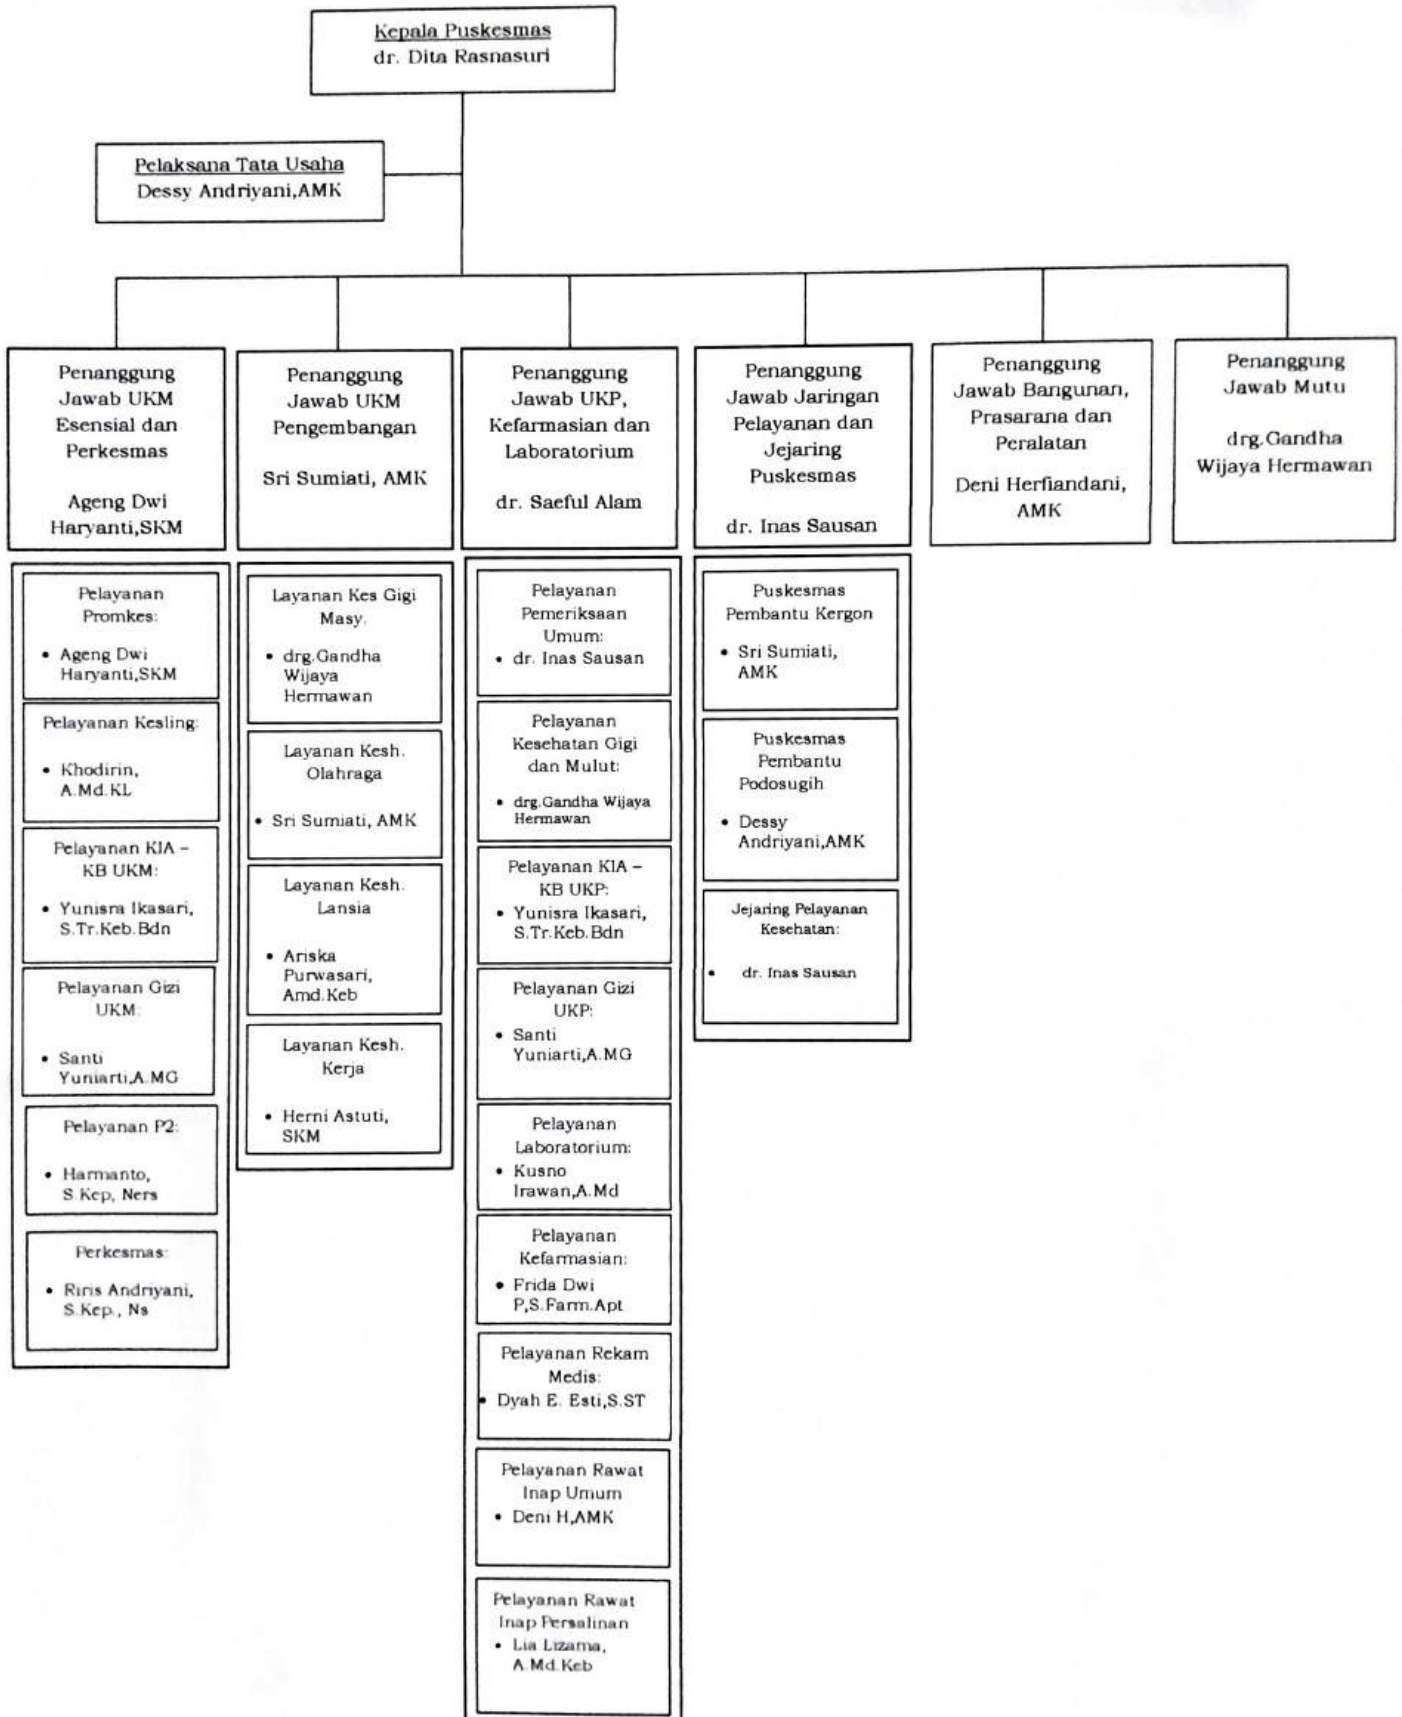 Kepala Puskesmas
dr. Dita Rasnasuri
Pelaksana Tata Usaha
Dessy Andriyani,AMK
Penanggung
Jawab UKM
Esensial dan
Perkesmas
Ageng Dwi
Haryanti,SKM
Penanggung
Jawab UKM
Pengembangan
Sri Sumiati, AMK
Penanggung
Jawab UKP,
Kefarmasian dan
Laboratorium
dr. Saeful Alam
Penanggung
Jawab Jaringan
Pelayanan dan
Jejaring
Puskesmas
dr. Inas Sausan
Penanggung
Jawab Bangunan,
Prasarana dan
Peralatan
Deni Herfiandani,
AMK
Penanggung
Jawab Mutu
drg.Gandha
Wijaya Hermawan
Pelayanan
Promkes:
• Ageng Dwi
Haryanti,SKM
Pelayanan Kesling:
• Khodirin,
A.Md.KL
Pelayanan KIA –
KB UKM:
• Yunisra Ikasari,
S.Tr.Keb.Bdn
Pelayanan Gizi
UKM:
• Santi
Yuniarti,A.MG
Pelayanan P2:
• Harmanto,
S.Kep, Ners
Perkesmas:
• Riris Andriyani,
S.Kep., Ns
Layanan Kes Gigi
Masy.
• drg.Gandha
Wijaya
Hermawan
Layanan Kesh.
Olahraga
• Sri Sumiati, AMK
Layanan Kesh.
Lansia
• Ariska
Purwasari,
Amd.Keb
Layanan Kesh.
Kerja
• Herni Astuti,
SKM
Pelayanan
Pemeriksaan
Umum:
• dr. Inas Sausan
Pelayanan
Kesehatan Gigi
dan Mulut:
• drg.Gandha Wijaya
Hermawan
Pelayanan KIA –
KB UKP:
• Yunisra Ikasari,
S.Tr.Keb.Bdn
Pelayanan Gizi
UKP:
• Santi
Yuniarti,A.MG
Pelayanan
Laboratorium:
• Kusno
Irawan,A.Md
Pelayanan
Kefarmasian:
• Frida Dwi
P,S.Farm.Apt
Pelayanan Rekam
Medis:
• Dyah E. Esti,S.ST
Pelayanan Rawat
Inap Umum
• Deni H,AMK
Pelayanan Rawat
Inap Persalinan
• Lia Lizama,
A.Md.Keb
Puskesmas
Pembantu Kergon
• Sri Sumiati,
AMK
Puskesmas
Pembantu
Podosugih
• Dessy
Andriyani,AMK
Jejaring Pelayanan
Kesehatan:
• dr. Inas Sausan